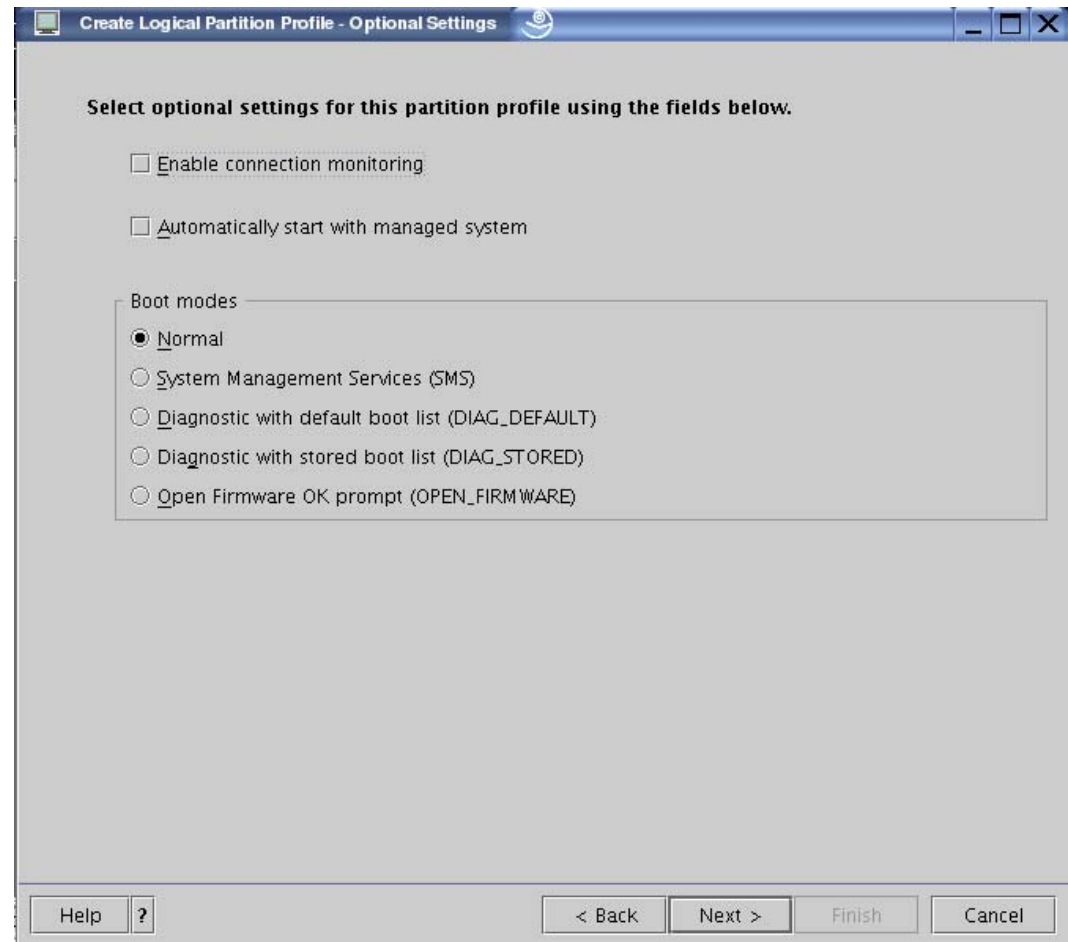 Create Logical Partition Profile - Optional Settings
Select optional settings for this partition profile using the fields below.
Enable connection monitoring
Automatically start with managed system
Boot modes
Normal
System Management Services (SMS)
Diagnostic with default boot list (DIAG_DEFAULT)
Diagnostic with stored boot list (DIAG_STORED)
Open Firmware OK prompt (OPEN_FIRMWARE)
Help ? < Back Next > Finish Cancel